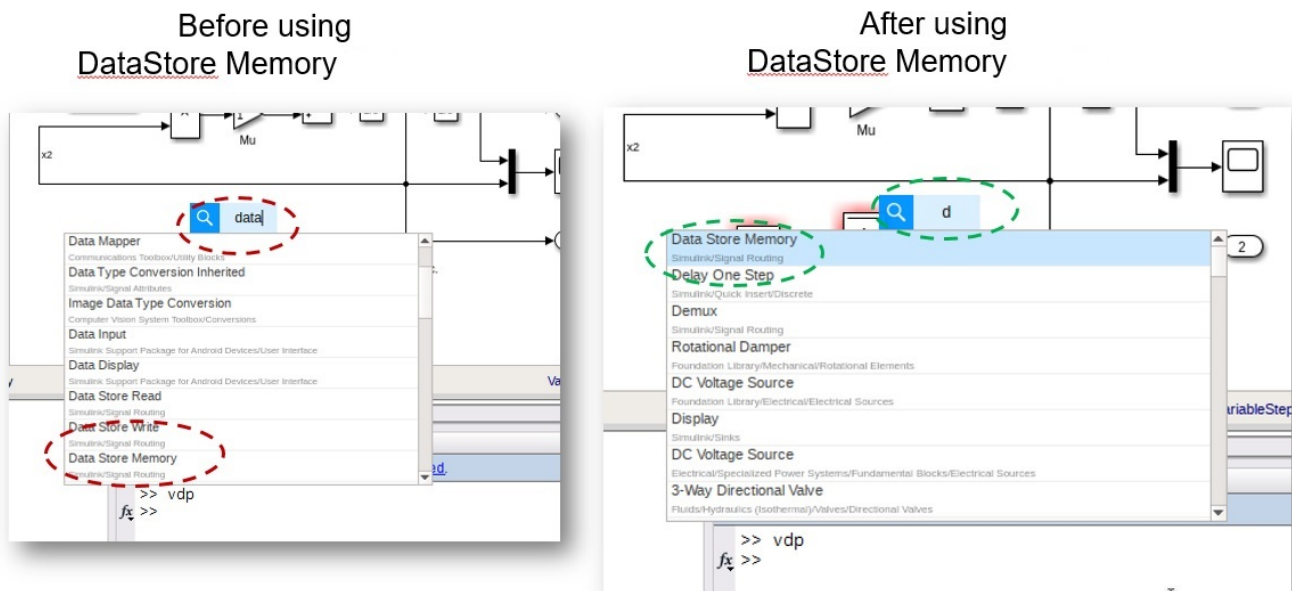 Before using
DataStore Memory
After using
DataStore Memory
1
Mu
x2
data
Data Mapper
Communications Toolbox/Utility Blocks
Data Type Conversion Inherited
Simulink/Signal Attributes
Image Data Type Conversion
Computer Vision System Toolbox/Conversions
Data Input
Simulink Support Package for Android Devices/User Interface
Data Display
Simulink Support Package for Android Devices/User Interface
Data Store Read
Simulink/Signal Routing
Data Store Write
Simulink/Signal Routing
Data Store Memory
Simulink/Signal Routing
Va
ed.
>> vdp
fx >>
Mu
x2
d
Data Store Memory
Simulink/Signal Routing
Delay One Step
Simulink/Quick Insert/Discrete
Demux
Simulink/Signal Routing
Rotational Damper
Foundation Library/Mechanical/Rotational Elements
DC Voltage Source
Foundation Library/Electrical/Electrical Sources
Display
Simulink/Sinks
DC Voltage Source
Electrical/Specialized Power Systems/Fundamental Blocks/Electrical Sources
3-Way Directional Valve
Fluids/Hydraulics (Isothermal)/Valves/Directional Valves
2
ariableStep
>> vdp
fx >>